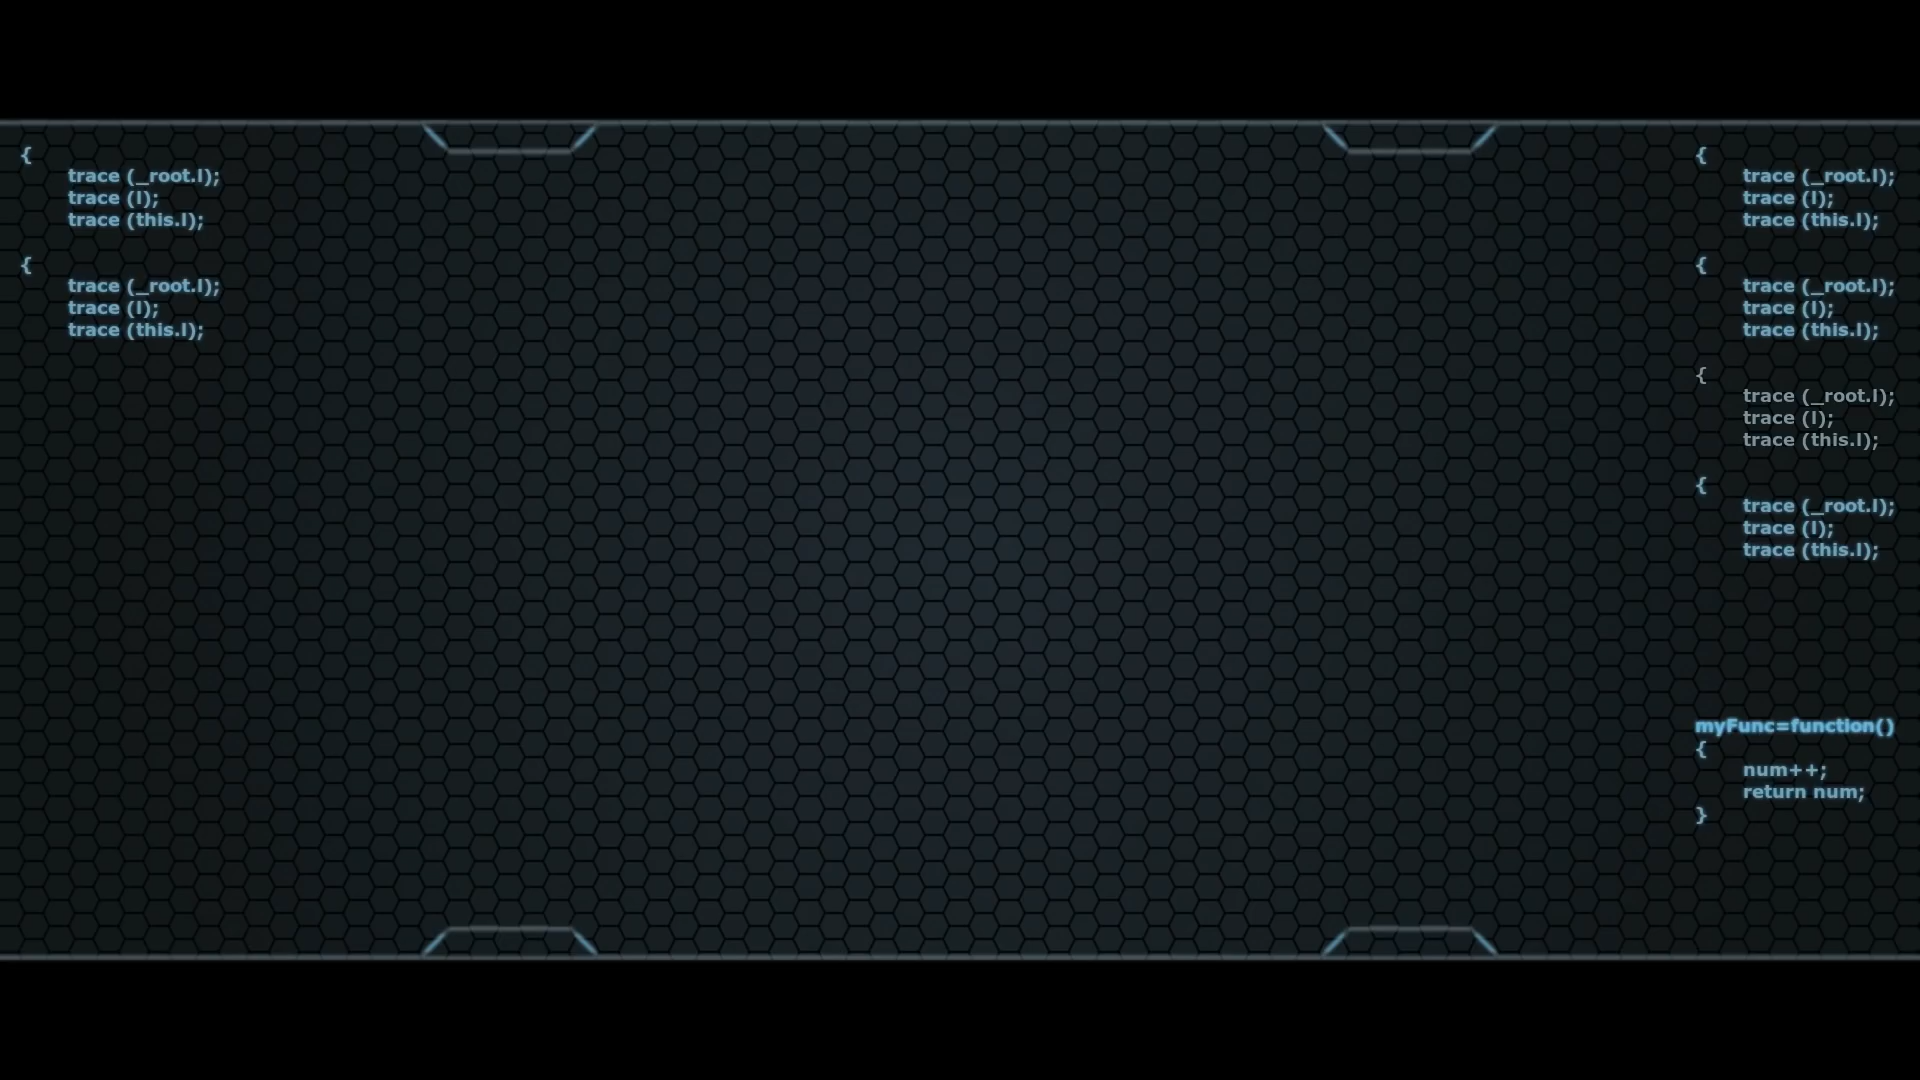 {
trace (_root.l);
trace (l);
trace (this.l);
{
trace (_root.l);
trace (l);
trace (this.l);
{
trace (_root.l);
trace (l);
trace (this.l);
{
trace (_root.l);
trace (l);
trace (this.l);
{
trace (_root.l);
trace (l);
trace (this.l);
{
trace (_root.l);
trace (l);
trace (this.l);
myFunc=function()
{
num++;
return num;
}